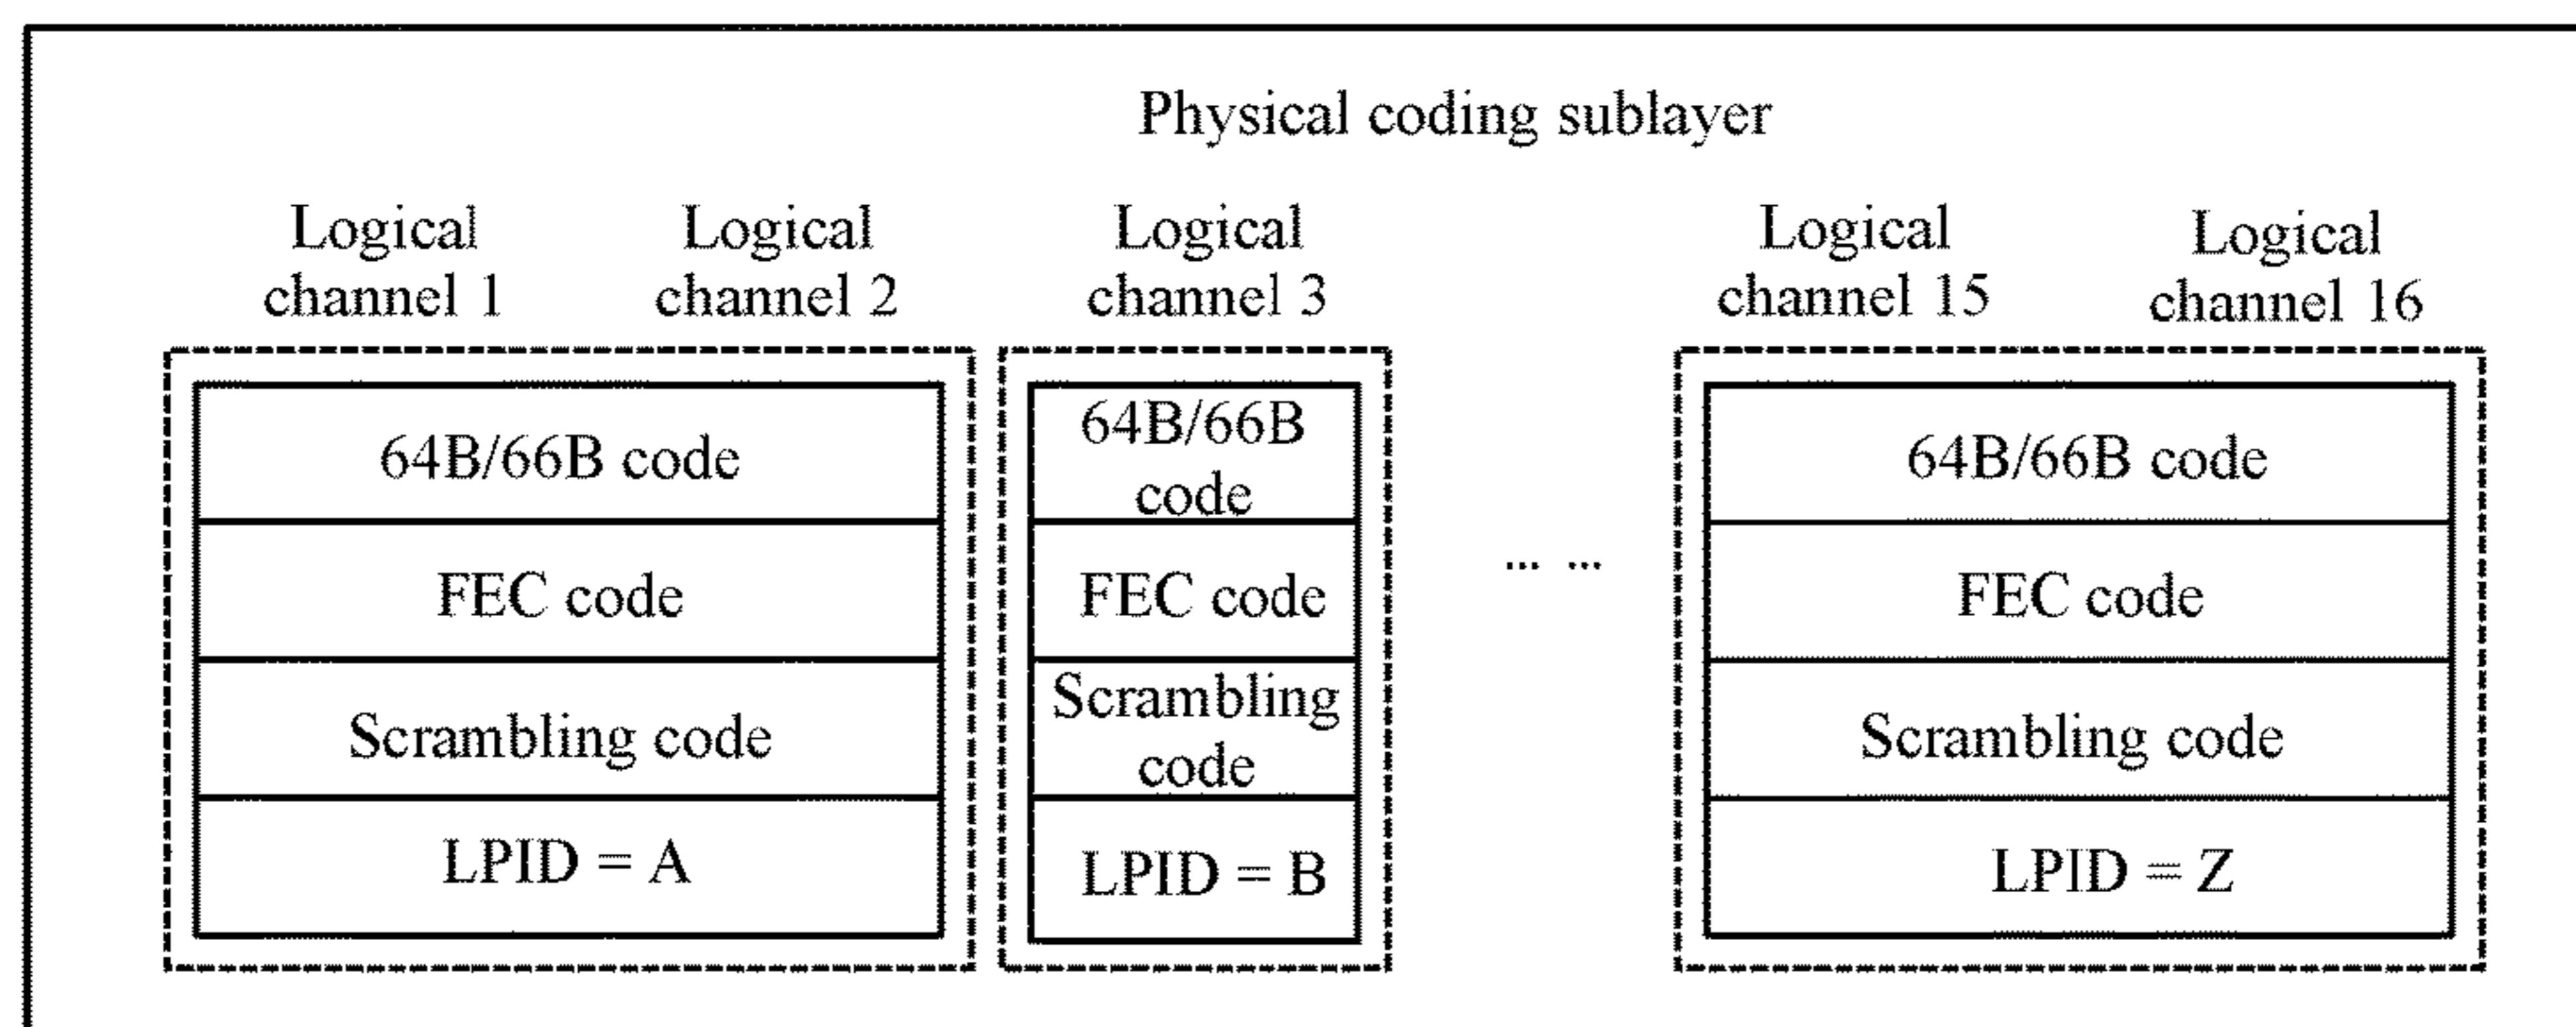 Physical coding sublayer
Logical
channel 1
Logical
channel 2
Logical
channel 3
Logical
channel 15
Logical
channel 16
64B/66B code
FEC code
Scrambling code
LPID = A
64B/66B
code
FEC code
Scrambling
code
LPID = B
... ...
64B/66B code
FEC code
Scrambling code
LPID = Z